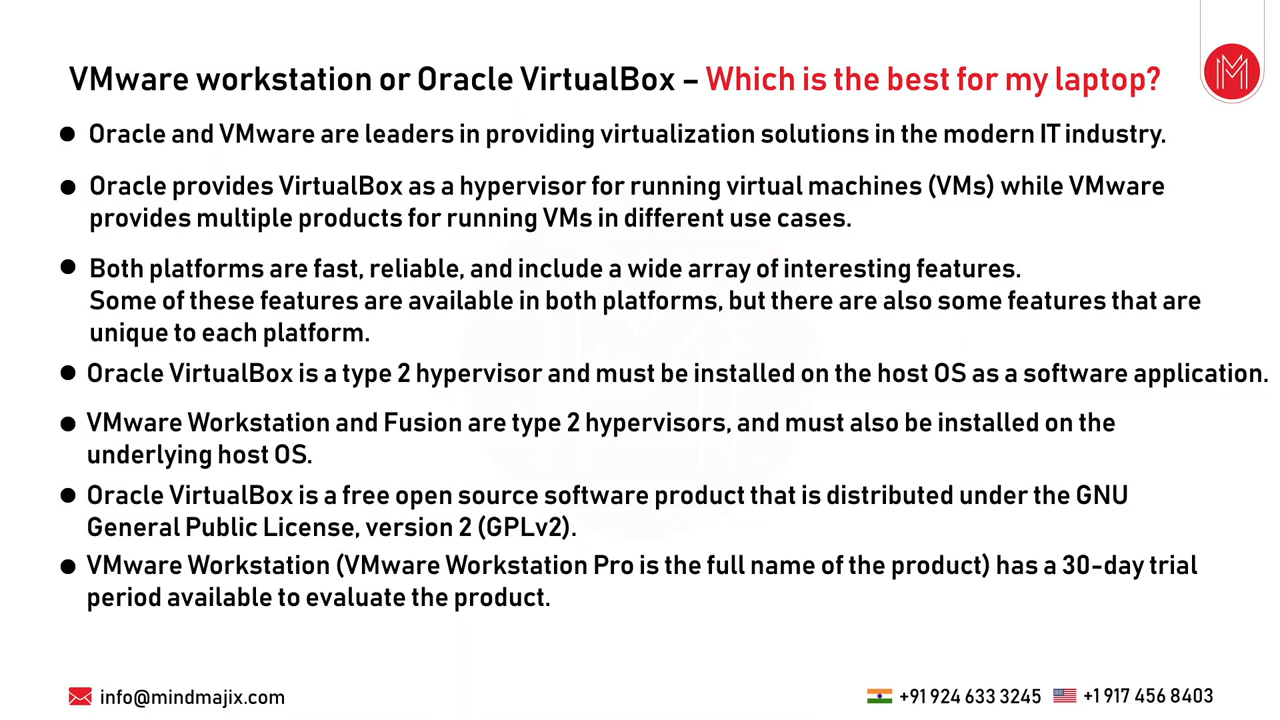 VMware workstation or Oracle VirtualBox – Which is the best for my laptop?
● Oracle and VMware are leaders in providing virtualization solutions in the modern IT industry.
● Oracle provides VirtualBox as a hypervisor for running virtual machines (VMs) while VMware
provides multiple products for running VMs in different use cases.
● Both platforms are fast, reliable, and include a wide array of interesting features.
Some of these features are available in both platforms, but there are also some features that are
unique to each platform.
● Oracle VirtualBox is a type 2 hypervisor and must be installed on the host OS as a software application.
● VMware Workstation and Fusion are type 2 hypervisors, and must also be installed on the
underlying host OS.
● Oracle VirtualBox is a free open source software product that is distributed under the GNU
General Public License, version 2 (GPLv2).
● VMware Workstation (VMware Workstation Pro is the full name of the product) has a 30-day trial
period available to evaluate the product.
info@mindmajix.com
+91 924 633 3245
+1 917 456 8403